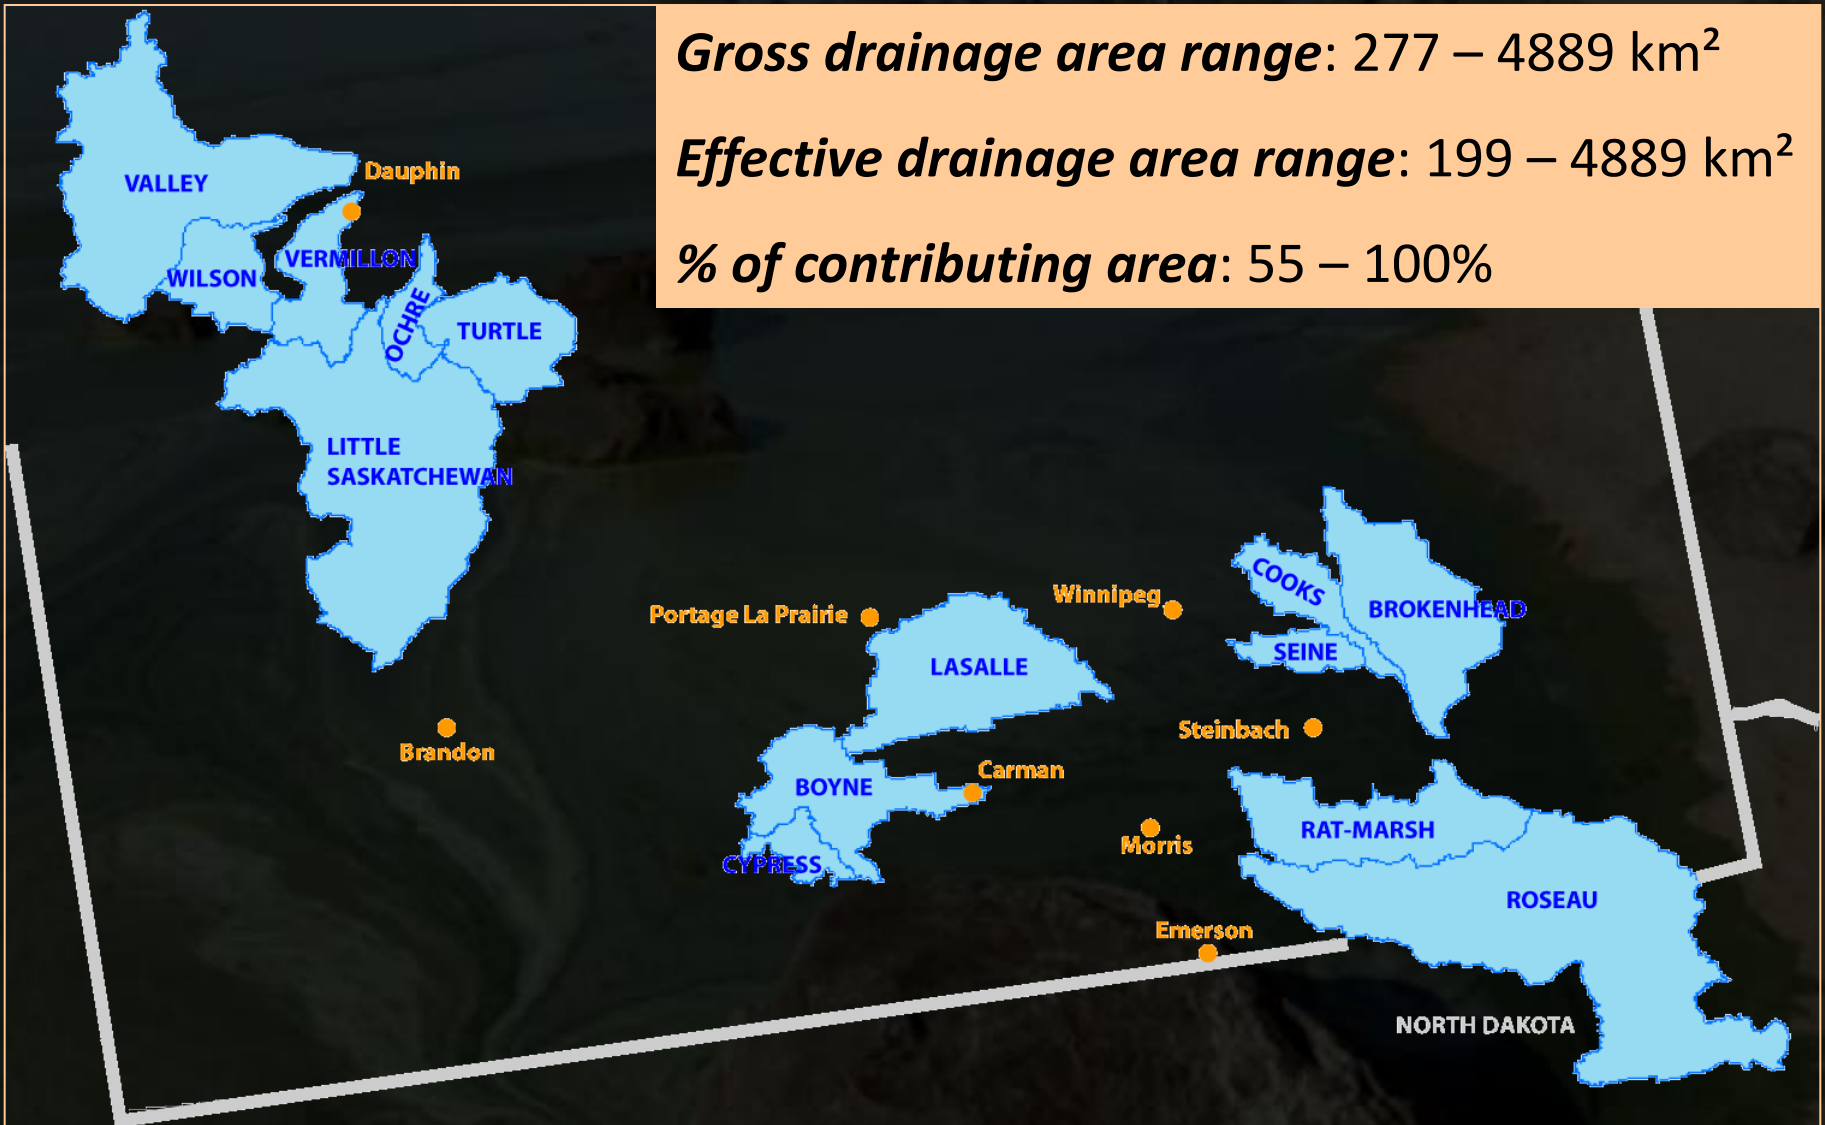 Gross drainage area range: 277 – 4889 km²
Effective drainage area range: 199 – 4889 km²
% of contributing area: 55 – 100%
Dauphin
VALLEY
VERMILLON
WILSON
OCHRE
TURTLE
LITTLE
SASKATCHEWAN
COOKS
Winnipeg
BROKENHEAD
Portage La Prairie
SEINE
LASALLE
Steinbach
Brandon
Carman
BOYNE
RAT-MARSH
Morris
CYPRESS
ROSEAU
Emerson
NORTH DAKOTA